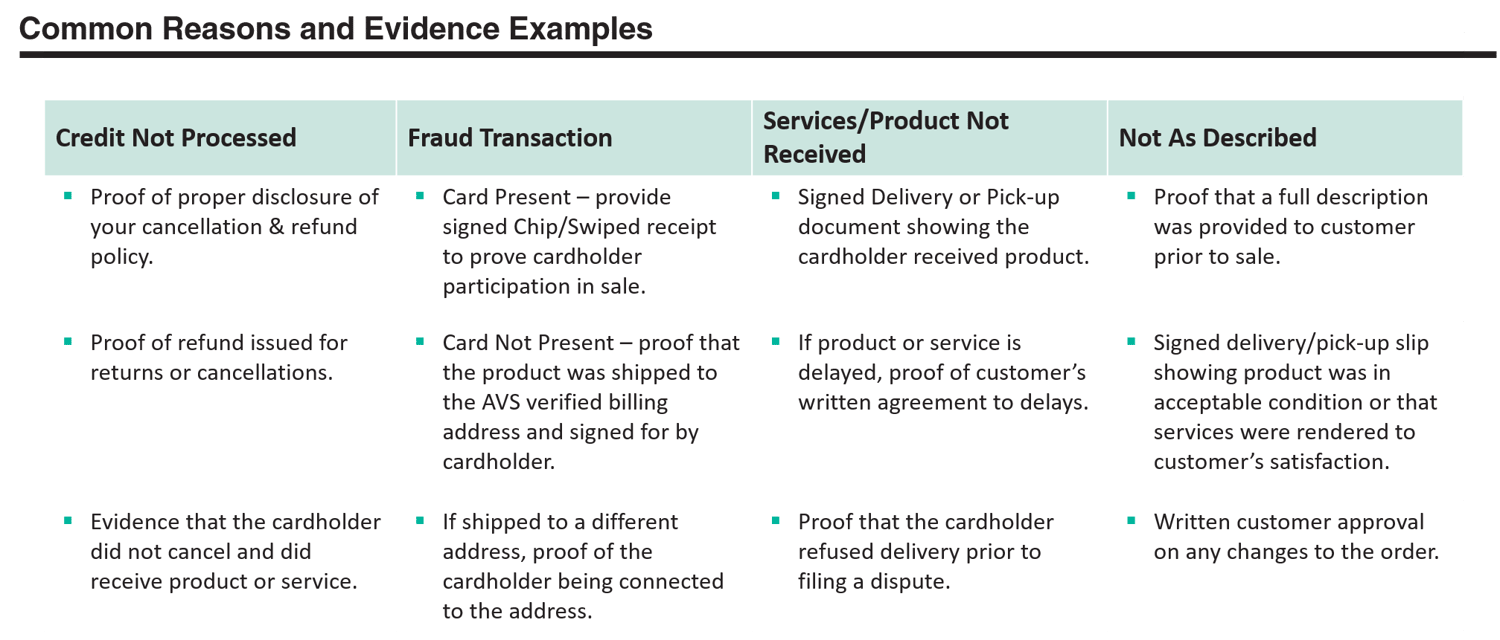 Common Reasons and Evidence Examples
Credit Not Processed
Fraud Transaction
Services/Product Not
Received
Not As Described
▪ Proof of proper disclosure of
your cancellation & refund
policy.
▪ Card Present – provide
signed Chip/Swiped receipt
to prove cardholder
participation in sale.
▪ Signed Delivery or Pick-up
document showing the
cardholder received product.
▪ Proof that a full description
was provided to customer
prior to sale.
▪ Proof of refund issued for
returns or cancellations.
▪ Card Not Present – proof that
the product was shipped to
the AVS verified billing
address and signed for by
cardholder.
▪ If product or service is
delayed, proof of customer’s
written agreement to delays.
▪ Signed delivery/pick-up slip
showing product was in
acceptable condition or that
services were rendered to
customer’s satisfaction.
▪ Evidence that the cardholder
did not cancel and did
receive product or service.
▪ If shipped to a different
address, proof of the
cardholder being connected
to the address.
▪ Proof that the cardholder
refused delivery prior to
filing a dispute.
▪ Written customer approval
on any changes to the order.